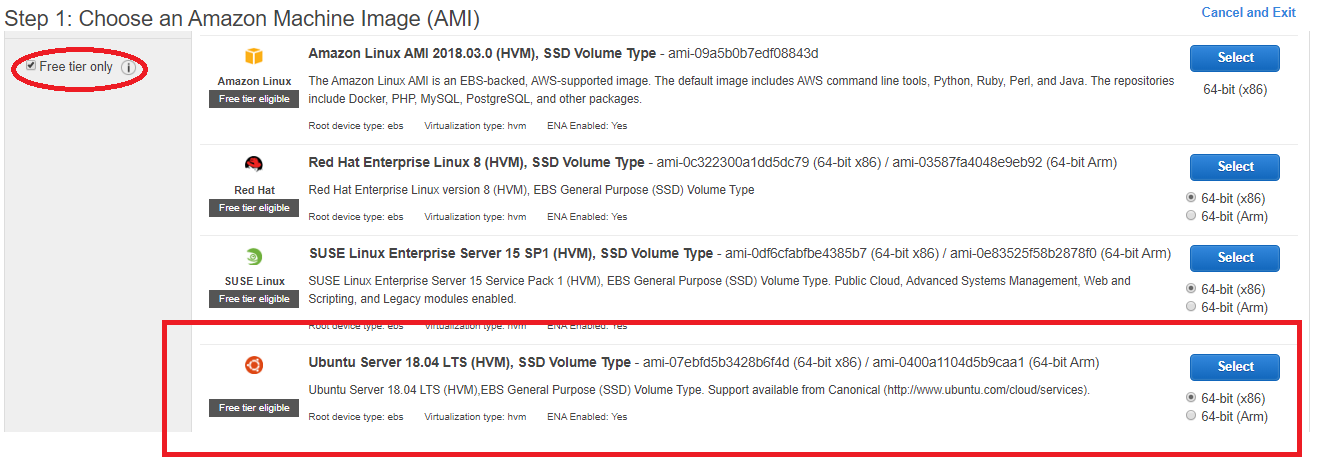 Step 1: Choose an Amazon Machine Image (AMI)
Cancel and Exit
Free tier only
i
Amazon Linux
Free tier eligible
Amazon Linux AMI 2018.03.0 (HVM), SSD Volume Type - ami-09a5b0b7edf08843d
The Amazon Linux AMI is an EBS-backed, AWS-supported image. The default image includes AWS command line tools, Python, Ruby, Perl, and Java. The repositories
include Docker, PHP, MySQL, PostgreSQL, and other packages.
Root device type: ebs Virtualization type: hvm ENA Enabled: Yes
Select
64-bit (x86)
Red Hat
Free tier eligible
Red Hat Enterprise Linux 8 (HVM), SSD Volume Type - ami-0c322300a1dd5dc79 (64-bit x86) / ami-03587fa4048e9eb92 (64-bit Arm)
Red Hat Enterprise Linux version 8 (HVM), EBS General Purpose (SSD) Volume Type
Root device type: ebs Virtualization type: hvm ENA Enabled: Yes
Select
64-bit (x86)
64-bit (Arm)
SUSE Linux
Free tier eligible
SUSE Linux Enterprise Server 15 SP1 (HVM), SSD Volume Type - ami-0df6cfabfbe4385b7 (64-bit x86) / ami-0e83525f58b2878f0 (64-bit Arm)
SUSE Linux Enterprise Server 15 Service Pack 1 (HVM), EBS General Purpose (SSD) Volume Type. Public Cloud, Advanced Systems Management, Web and
Scripting, and Legacy modules enabled.
Root device type: ebs Virtualization type: hvm ENA Enabled: Yes
Select
64-bit (x86)
64-bit (Arm)
Free tier eligible
Ubuntu Server 18.04 LTS (HVM), SSD Volume Type - ami-07ebfd5b3428b6f4d (64-bit x86) / ami-0400a1104d5b9caa1 (64-bit Arm)
Ubuntu Server 18.04 LTS (HVM),EBS General Purpose (SSD) Volume Type. Support available from Canonical (http://www.ubuntu.com/cloud/services).
Root device type: ebs Virtualization type: hvm ENA Enabled: Yes
Select
64-bit (x86)
64-bit (Arm)